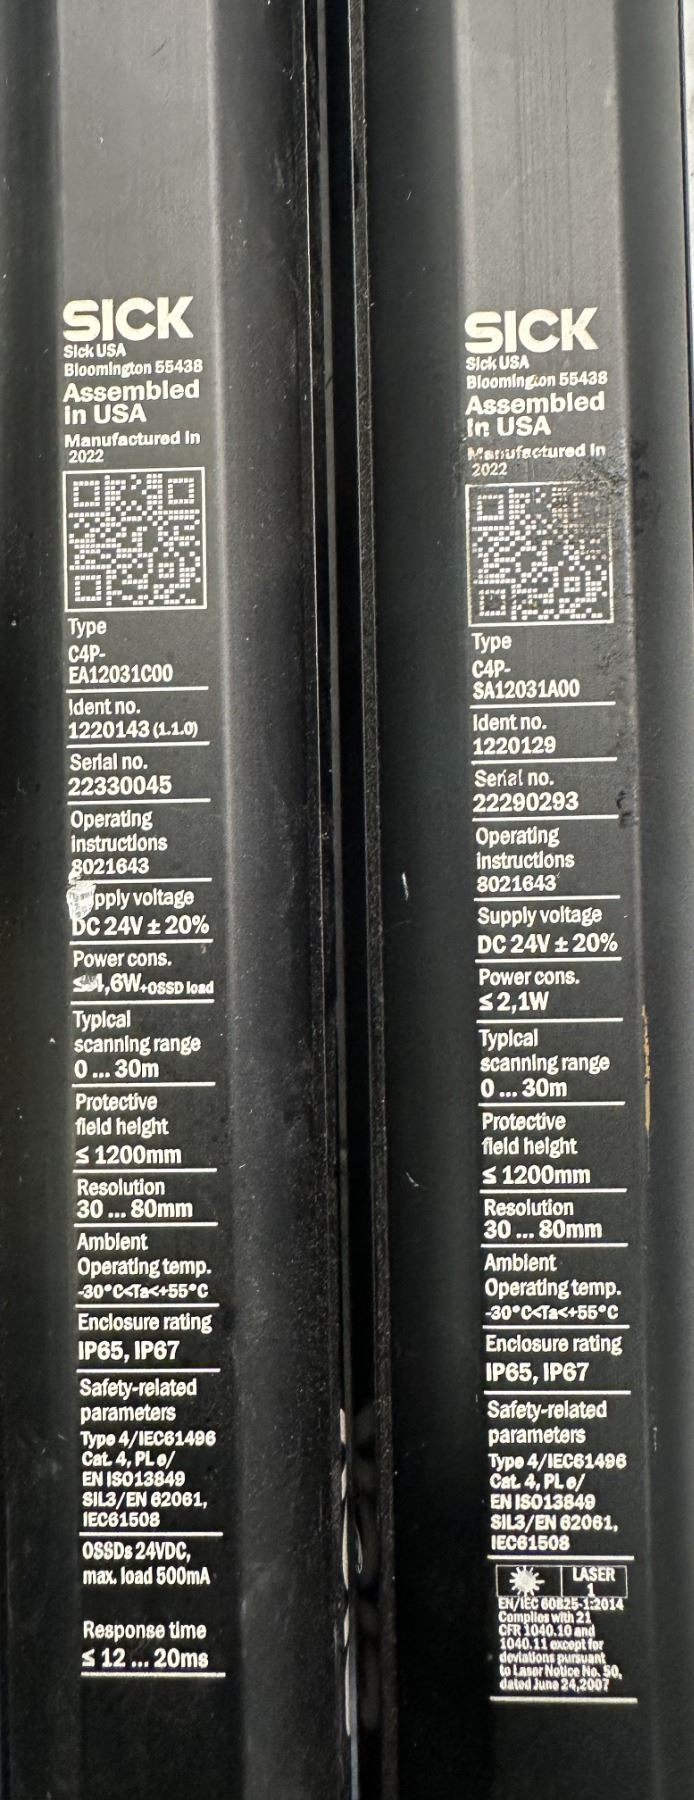 SICK
Sick USA
Bloomington 55438
Assembled
in USA
Manufactured in
2022
Type
C4P-
EA12031C00
Ident no.
1220143 (1.1.0)
Serial no.
22330045
Operating
instructions
8021643
pply voltage
DC 24V ± 20%
Power cons.
≤ ,6W+OSSD load
Typical
scanning range
0 ... 30m
Protective
field height
≤ 1200mm
Resolution
30 ... 80mm
Ambient
Operating temp.
-30°C<Ta<+55°C
Enclosure rating
IP65, IP67
Safety-related
parameters
Type 4/IEC61496
Cat. 4, PL e/
EN ISO13849
SIL3/EN 62061,
IEC61508
OSSDs 24VDC,
max. load 500mA
Response time
≤ 12 ... 20ms
SICK
Sick USA
Bloomington 55438
Assembled
in USA
Manufactured in
2022
Type
C4P-
SA12031A00
Ident no.
1220129
Serial no.
22290293
Operating
instructions
8021643
Supply voltage
DC 24V ± 20%
Power cons.
≤ 2,1W
Typical
scanning range
0 ... 30m
Protective
field height
≤ 1200mm
Resolution
30 ... 80mm
Ambient
Operating temp.
-30°C<Ta<+55°C
Enclosure rating
IP65, IP67
Safety-related
parameters
Type 4/IEC61496
Cat. 4, PL e/
EN ISO13849
SIL3/EN 62061,
IEC61508
LASER
1
EN/IEC 60825-1:2014
Complies with 21
CFR 1040.10 and
1040.11 except for
deviations pursuant
to Laser Notice No. 50,
dated June 24,2007